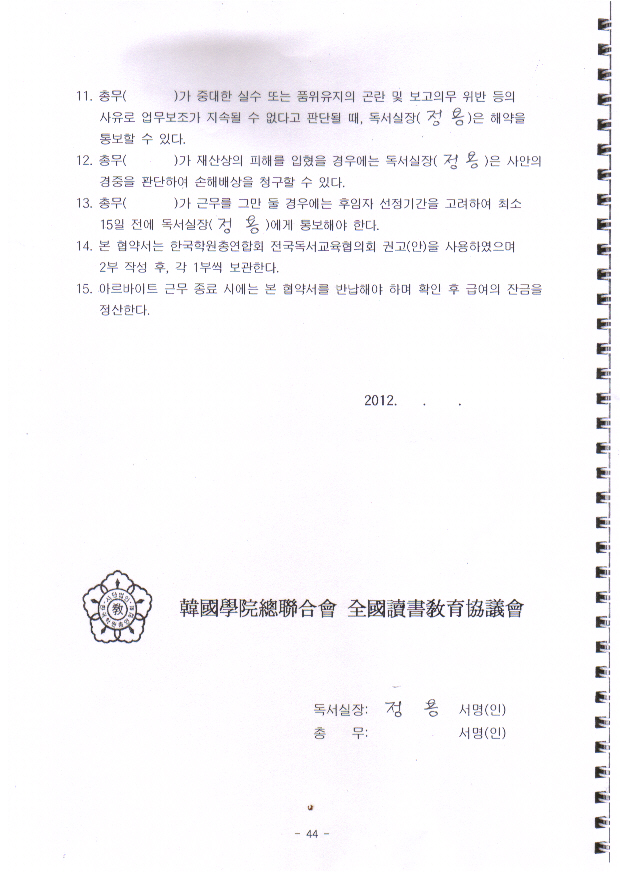 11. 총무(          )가 중대한 실수 또는 품위유지의 곤란 및 보고의무 위반 등의
사유로 업무보조가 지속될 수 없다고 판단될 때, 독서실장( 정 용 )은 해약을
통보할 수 있다.
12. 총무(          )가 재산상의 피해를 입혔을 경우에는 독서실장( 정 용 )은 사안의
경중을 판단하여 손해배상을 청구할 수 있다.
13. 총무(          )가 근무를 그만 둘 경우에는 후임자 선정기간을 고려하여 최소
15일 전에 독서실장( 정 용 )에게 통보해야 한다.
14. 본 협약서는 한국학원총연합회 전국독서교육협의회 권고(안)을 사용하였으며
2부 작성 후, 각 1부씩 보관한다.
15. 아르바이트 근무 종료 시에는 본 협약서를 반납해야 하며 확인 후 급여의 잔금을
정산한다.
2012.    .    .
敎
韓國學院總聯合會 全國讀書敎育協議會
독서실장: 정 용 서명(인)
총 무: 서명(인)
- 44 -